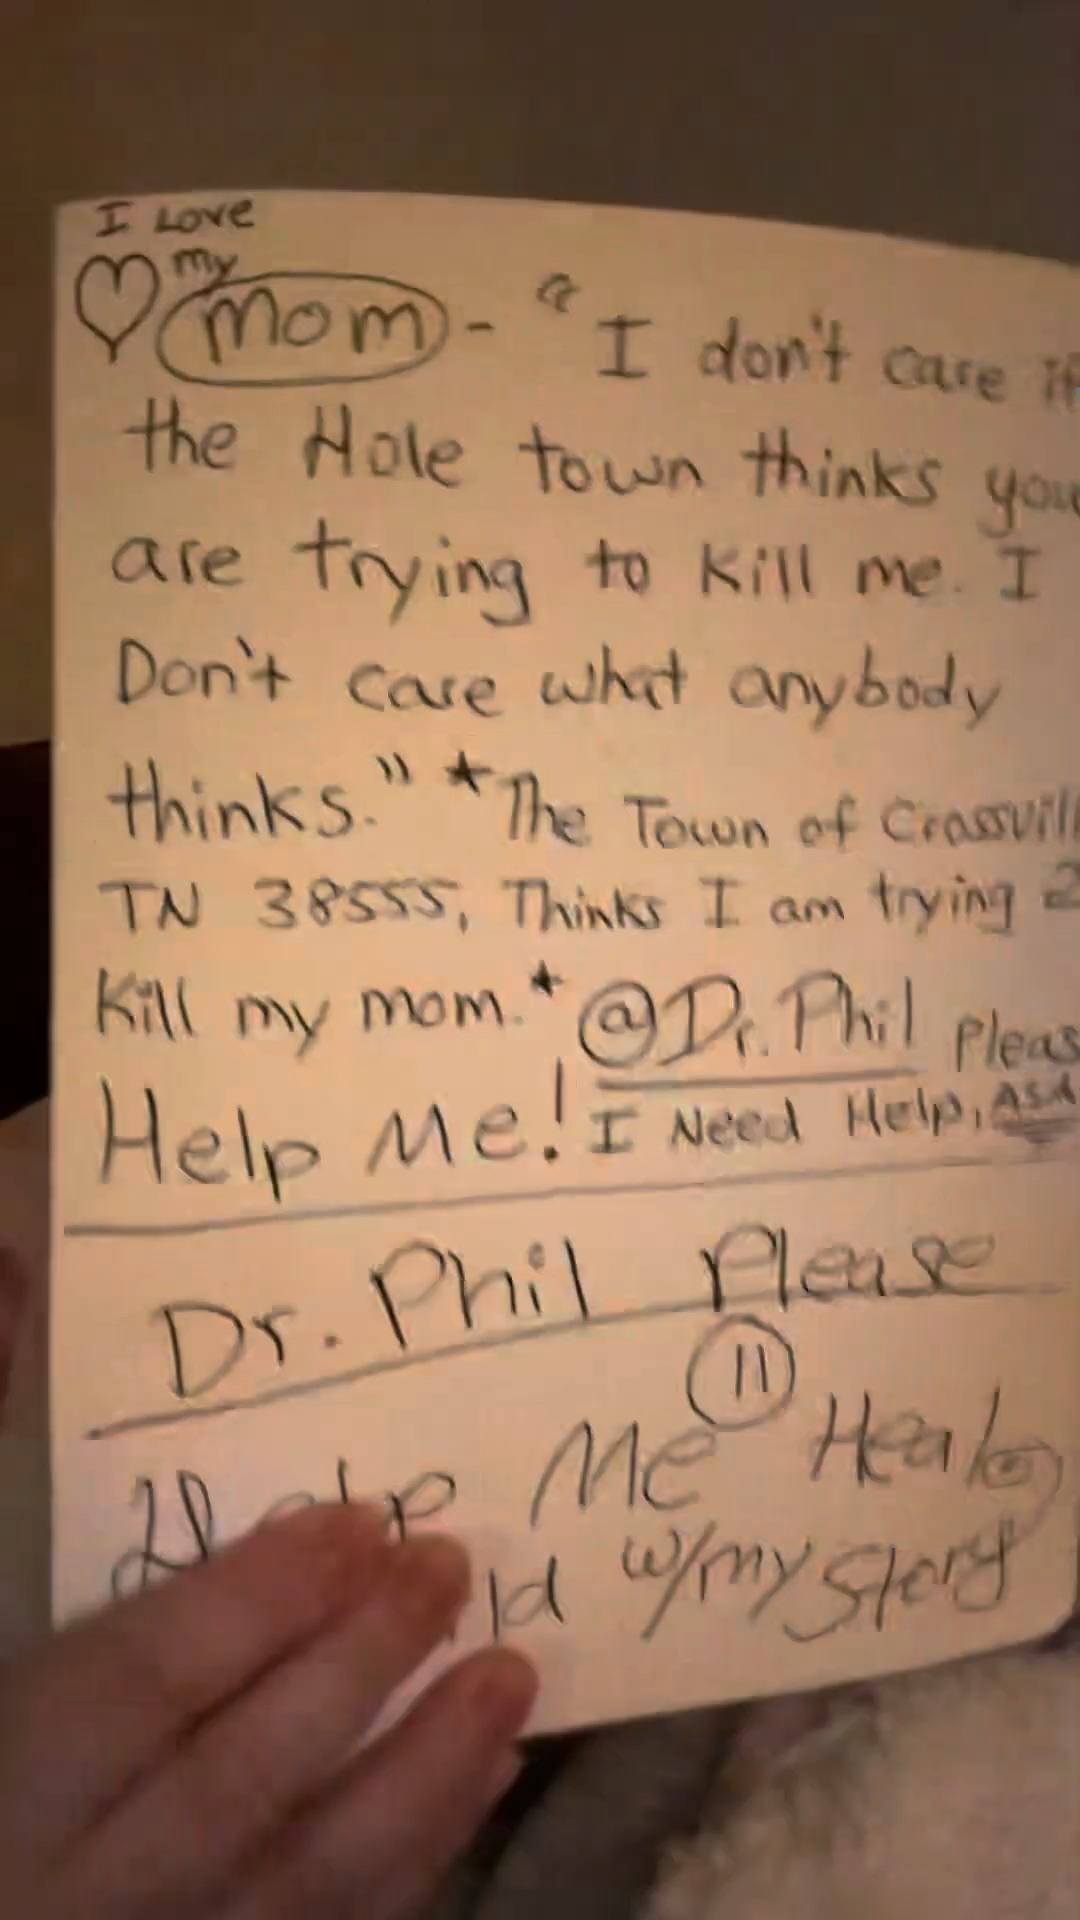 I Love
my
mom - "I don't care if
the Hole town thinks you
are trying to kill me. I
Don't care what anybody
thinks." *The Town of Crossvill
TN 38555, Thinks I am trying 2
Kill my mom.* @Dr. Phil Pleas
Help Me! I Need Help,
Dr. Phil Please
11
Help Me Heal
ld w/my story